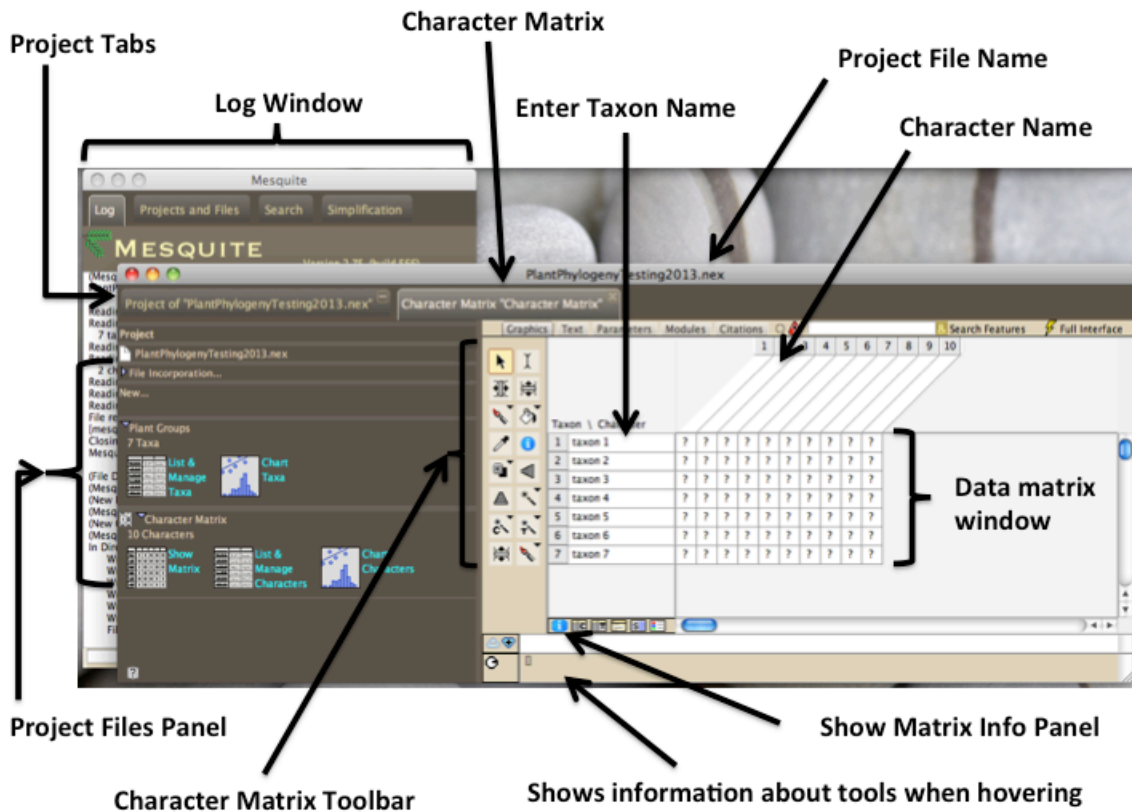 Character Matrix
Project Tabs
Project File Name
Log Window
Enter Taxon Name
Character Name
Mesquite
Log Projects and Files Search Simplification
MESQUITE
PlantPhylogenyTesting2013.nex
Project of "PlantPhylogenyTesting2013.nex" Character Matrix "Character Matrix"
Graphics Text Parameters Modules Citations Search Features Full Interface
Project
1 3 4 5 6 7 8 9 10
PlantPhylogenyTesting2013.nex
File Incorporation...
New...
Taxon \ Character
Plant Groups
7 Taxa
List &
Manage
Taxa
Chart
Taxa
Character Matrix
10 Characters
Show
Matrix
List &
Manage
Characters
Chart
Characters
1 taxon 1 ? ? ? ? ? ? ? ? ? ?
2 taxon 2 ? ? ? ? ? ? ? ? ? ?
3 taxon 3 ? ? ? ? ? ? ? ? ? ?
4 taxon 4 ? ? ? ? ? ? ? ? ? ?
5 taxon 5 ? ? ? ? ? ? ? ? ? ?
6 taxon 6 ? ? ? ? ? ? ? ? ? ?
7 taxon 7 ? ? ? ? ? ? ? ? ? ?
Data matrix
window
Project Files Panel
Show Matrix Info Panel
Character Matrix Toolbar
Shows information about tools when hovering